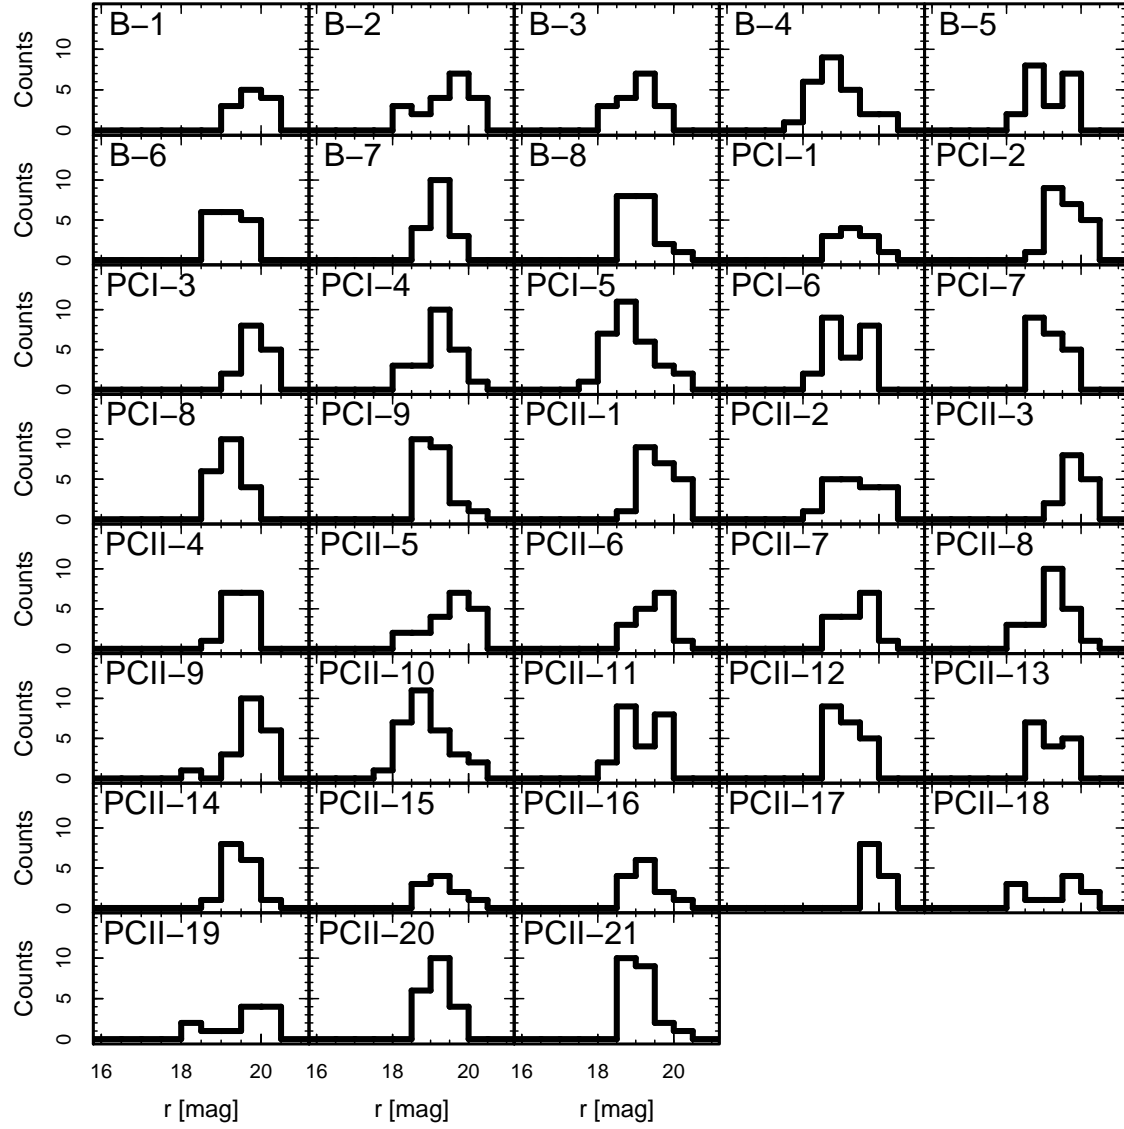 B−1 B−2 B−3 B−4 B−5
Counts
10
5
0
B−6 B−7 B−8 PCI−1 PCI−2
Counts
10
5
0
PCI−3 PCI−4 PCI−5 PCI−6 PCI−7
Counts
10
5
0
PCI−8 PCI−9 PCII−1 PCII−2 PCII−3
Counts
10
5
0
PCII−4 PCII−5 PCII−6 PCII−7 PCII−8
Counts
10
5
0
PCII−9 PCII−10 PCII−11 PCII−12 PCII−13
Counts
10
5
0
PCII−14 PCII−15 PCII−16 PCII−17 PCII−18
Counts
10
5
0
PCII−19 PCII−20 PCII−21
Counts
10
5
0
16 18 20 16 18 20 16 18 20
r [mag] r [mag] r [mag]